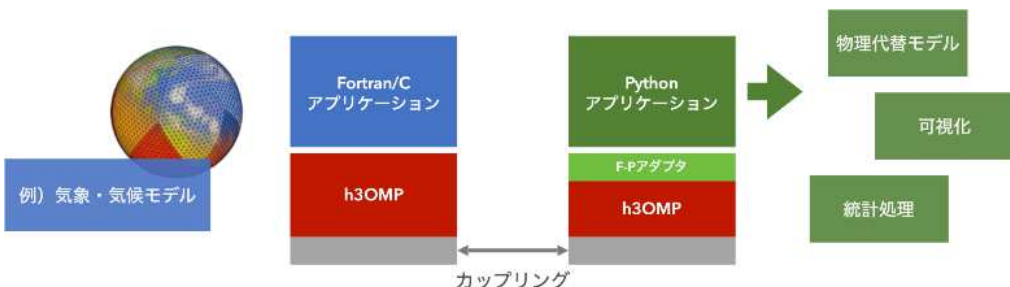 例）気象・気候モデル
Fortran/C
アプリケーション
h3OMP
カップリング
Python
アプリケーション
F-Pアダプタ
h3OMP
物理代替モデル
可視化
統計処理